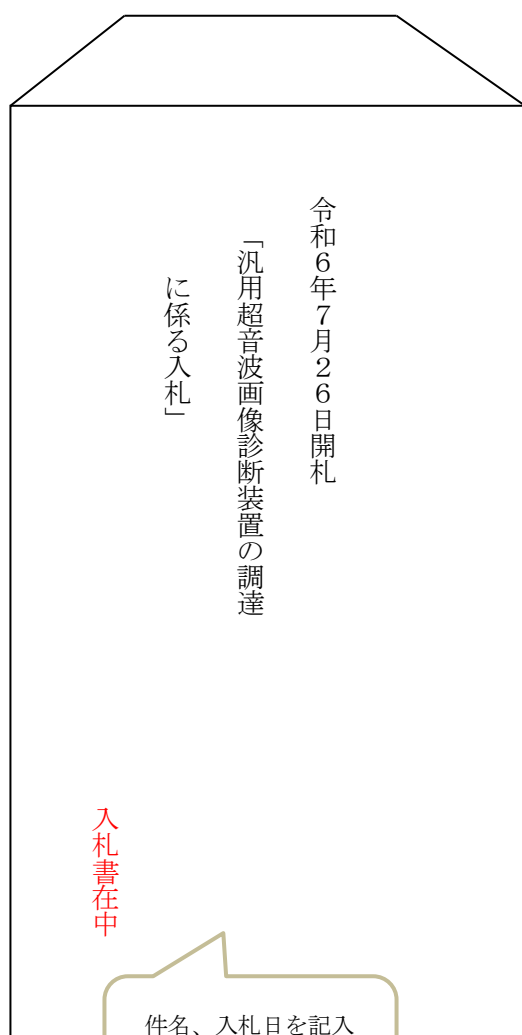 令和６年７月２６日開札
「汎用超音波画像診断装置の調達
に係る入札」
入札書在中
件名、入札日を記入